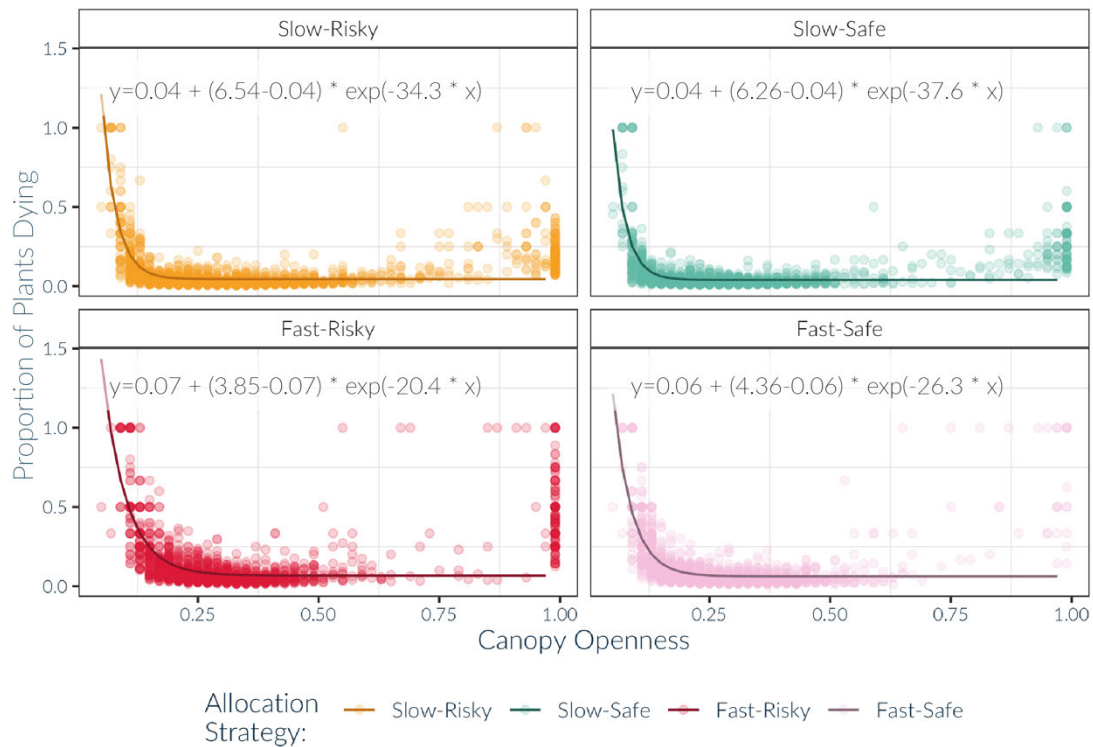 Slow-Risky
Slow-Safe
y=0.04 + (6.54-0.04) * exp(-34.3 * x)
y=0.04 + (6.26-0.04) * exp(-37.6 * x)
1.5
1.0
0.5
0.0
Fast-Risky
Fast-Safe
y=0.07 + (3.85-0.07) * exp(-20.4 * x)
y=0.06 + (4.36-0.06) * exp(-26.3 * x)
1.5
1.0
0.5
0.0
Proportion of Plants Dying
0.25 0.50 0.75 1.00 0.25 0.50 0.75 1.00
Canopy Openness
Allocation
Strategy:
Slow-Risky Slow-Safe Fast-Risky Fast-Safe